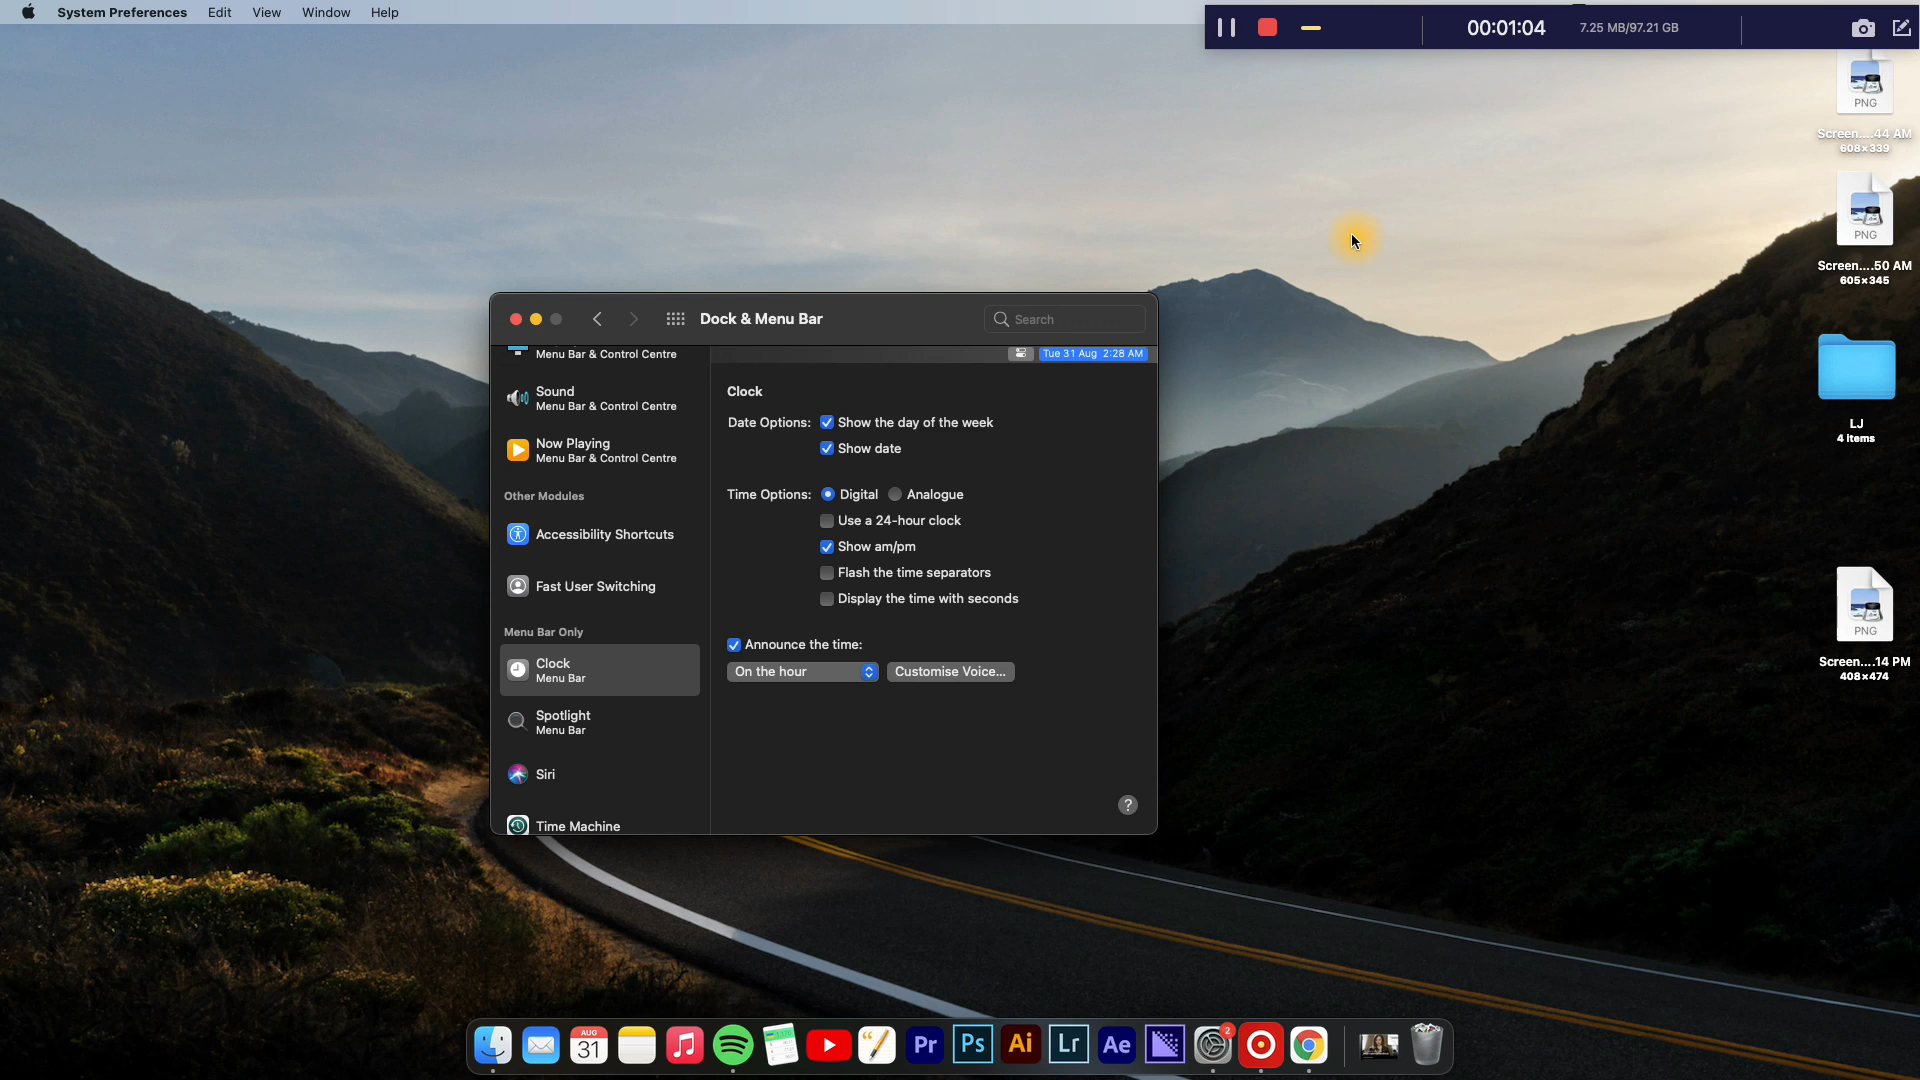 System Preferences Edit View Window Help
00:01:04 7.25 MB/97.21 GB
PNG
Screen....44 AM
608×339
PNG
Screen....50 AM
605×345
LJ
4 items
PNG
Screen....14 PM
408×474
Dock & Menu Bar
Search
Menu Bar & Control Centre
Sound
Menu Bar & Control Centre
Now Playing
Menu Bar & Control Centre
Other Modules
Accessibility Shortcuts
Fast User Switching
Menu Bar Only
Clock
Menu Bar
Spotlight
Menu Bar
Siri
Time Machine
Tue 31 Aug 2:28 AM
Clock
Date Options: Show the day of the week
Show date
Time Options: Digital Analogue
Use a 24-hour clock
Show am/pm
Flash the time separators
Display the time with seconds
Announce the time:
On the hour Customise Voice...
?
AUG
31
Pr Ps Ai Lr Ae
2